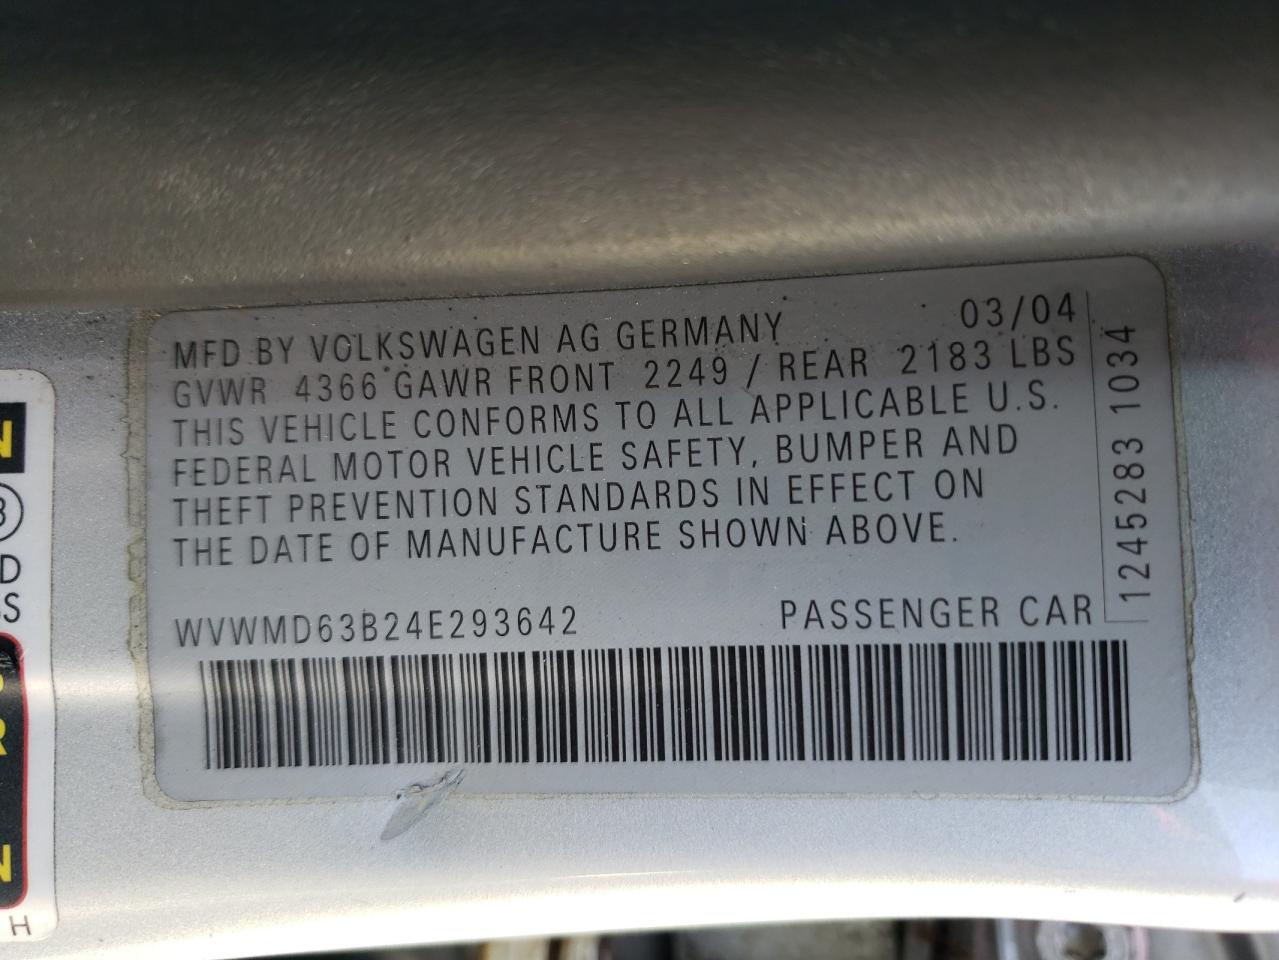 MFD BY VOLKSWAGEN AG GERMANY 03/04
GVWR 4366 GAWR FRONT 2249 / REAR 2183 LBS
THIS VEHICLE CONFORMS TO ALL APPLICABLE U.S.
FEDERAL MOTOR VEHICLE SAFETY, BUMPER AND
THEFT PREVENTION STANDARDS IN EFFECT ON
THE DATE OF MANUFACTURE SHOWN ABOVE.
WVWMD63B24E293642 PASSENGER CAR
1245283 1034
N
D
S
R
N
H